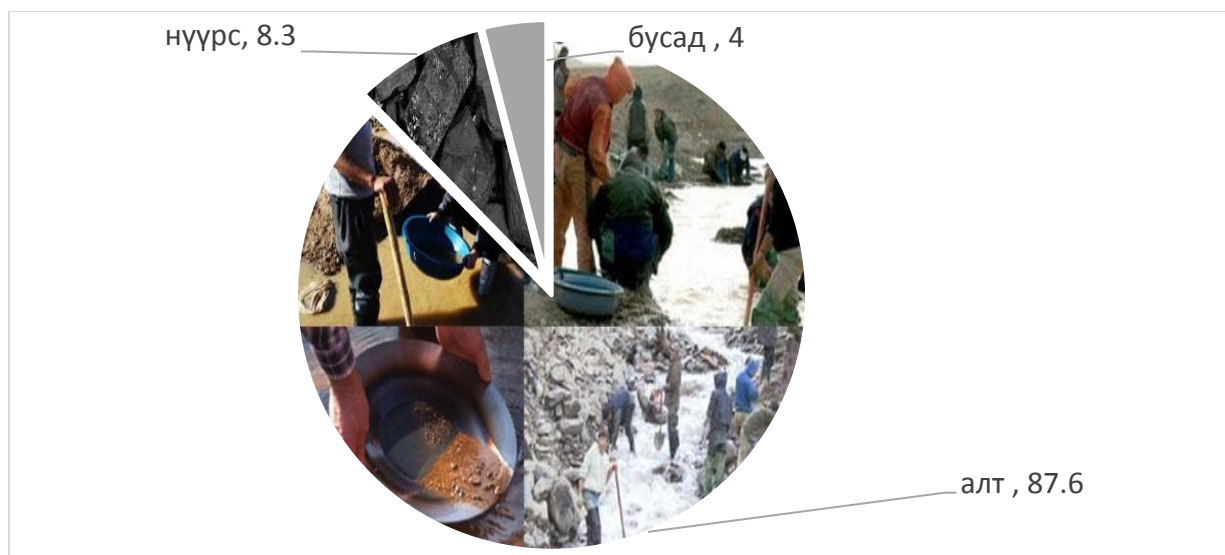 нүүрс, 8.3
бусад , 4
алт , 87.6